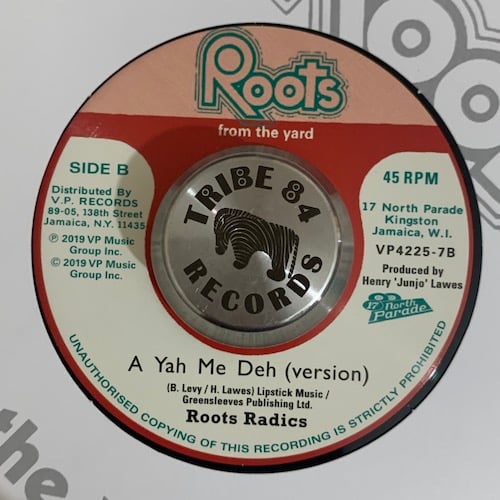 Roots
from the yard
SIDE B
Distributed By
V.P. RECORDS
89-05, 138th Street
Jamaica, N.Y. 11435
℗ 2019 VP Music
Group Inc.
© 2019 VP Music
Group Inc.
TRIBE 84
RECORDS
45 RPM
17 North Parade
Kingston
Jamaica, W.I.
VP4225-7B
Produced by
Henry 'Junjo' Lawes
17 North
Parade
A Yah Me Deh (version)
(B. Levy / H. Lawes) Lipstick Music /
Greensleeves Publishing Ltd.
Roots Radics
UNAUTHORISED COPYING OF THIS RECORDING IS STRICTLY PROHIBITED
the